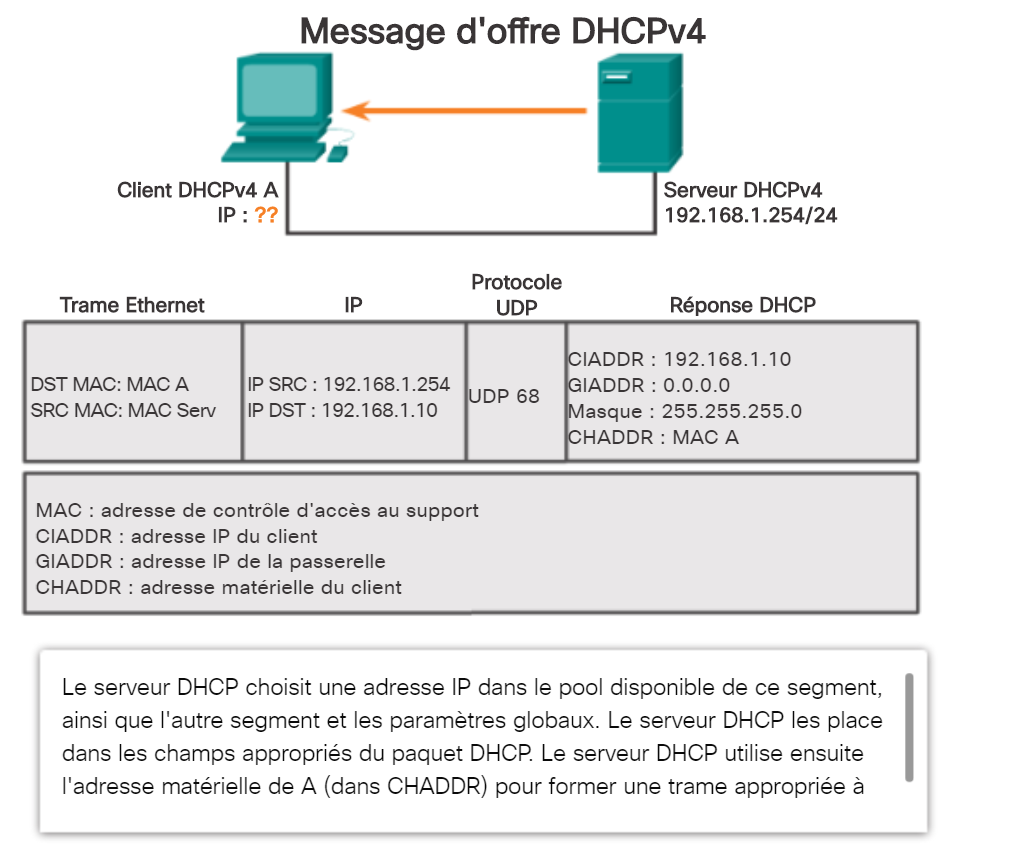 Message d'offre DHCPv4
Client DHCPv4 A
IP : ??
Serveur DHCPv4
192.168.1.254/24
Trame Ethernet
IP
Protocole
UDP
Réponse DHCP
DST MAC: MAC A
SRC MAC: MAC Serv
IP SRC : 192.168.1.254
IP DST : 192.168.1.10
UDP 68
CIADDR : 192.168.1.10
GIADDR : 0.0.0.0
Masque : 255.255.255.0
CHADDR : MAC A
MAC : adresse de contrôle d'accès au support
CIADDR : adresse IP du client
GIADDR : adresse IP de la passerelle
CHADDR : adresse matérielle du client
Le serveur DHCP choisit une adresse IP dans le pool disponible de ce segment,
ainsi que l'autre segment et les paramètres globaux. Le serveur DHCP les place
dans les champs appropriés du paquet DHCP. Le serveur DHCP utilise ensuite
l'adresse matérielle de A (dans CHADDR) pour former une trame appropriée à